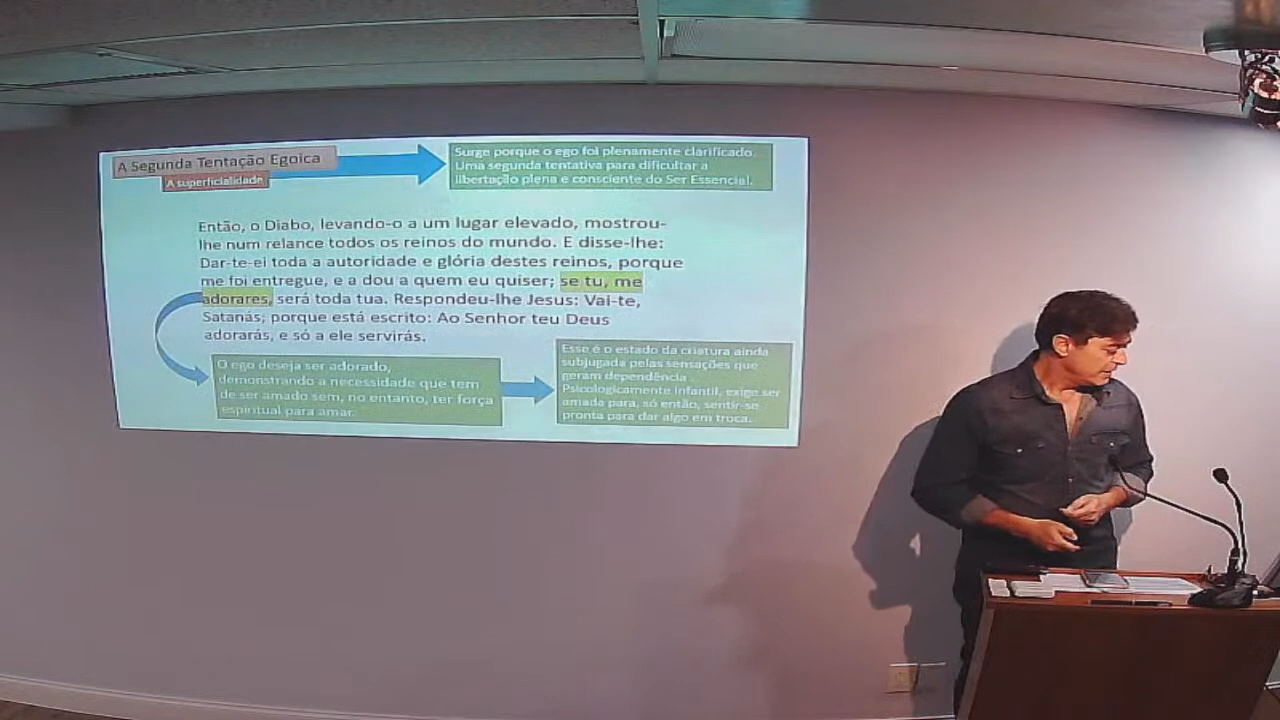 A Segunda Tentação Egoica
A superficialidade
Surge porque o ego foi plenamente clarificado.
Uma segunda tentativa para dificultar a
libertação plena e consciente do Ser Essencial.
Então, o Diabo, levando-o a um lugar elevado, mostrou-
lhe num relance todos os reinos do mundo. E disse-lhe:
Dar-te-ei toda a autoridade e glória destes reinos, porque
me foi entregue, e a dou a quem eu quiser; se tu, me
adorares, será toda tua. Respondeu-lhe Jesus: Vai-te,
Satanás; porque está escrito: Ao Senhor teu Deus
adorarás, e só a ele servirás.
O ego deseja ser adorado,
demonstrando a necessidade que tem
de ser amado sem, no entanto, ter força
espiritual para amar.
Esse é o estado da criatura ainda
subjugada pelas sensações que
geram dependência .
Psicologicamente infantil, exige ser
amada para, só então, sentir-se
pronta para dar algo em troca.